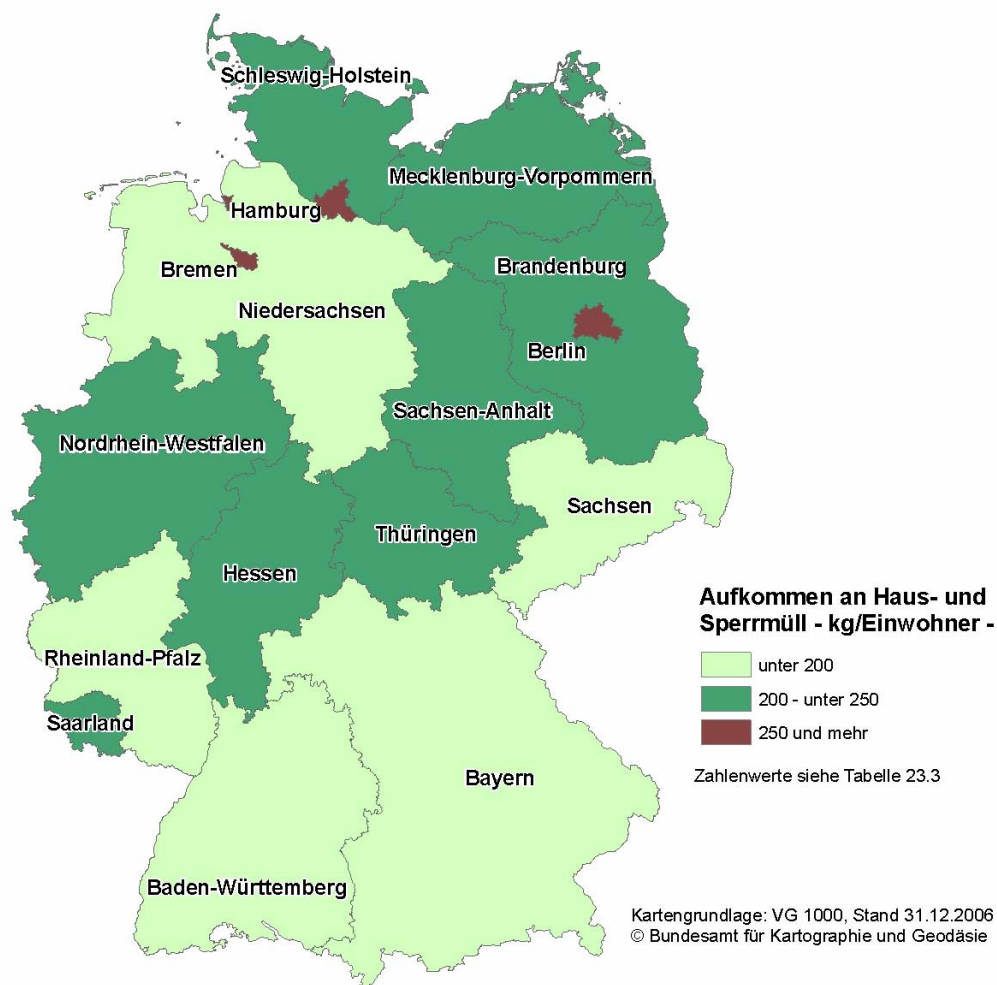 Schleswig-Holstein
Mecklenburg-Vorpommern
Hamburg
Bremen
Brandenburg
Niedersachsen
Berlin
Sachsen-Anhalt
Nordrhein-Westfalen
Sachsen
Thüringen
Hessen
Rheinland-Pfalz
Saarland
Bayern
Baden-Württemberg
Aufkommen an Haus- und
Sperrmüll - kg/Einwohner -
unter 200
200 - unter 250
250 und mehr
Zahlenwerte siehe Tabelle 23.3
Kartengrundlage: VG 1000, Stand 31.12.2006
© Bundesamt für Kartographie und Geodäsie